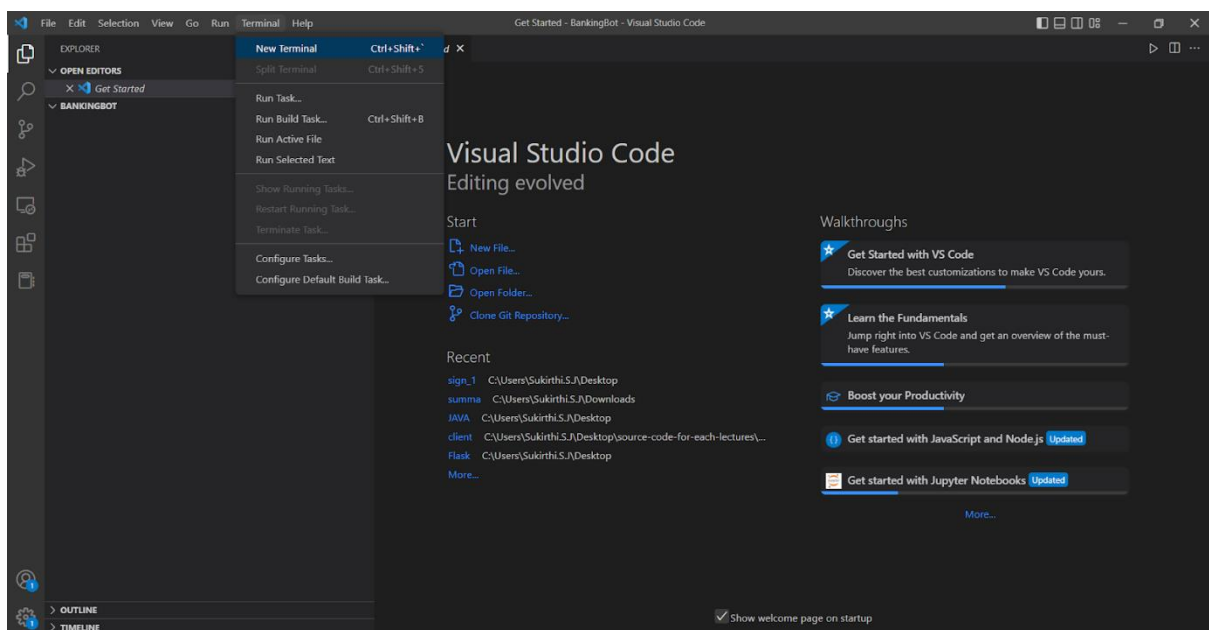 File Edit Selection View Go Run Terminal Help
Get Started - BankingBot - Visual Studio Code
EXPLORER
OPEN EDITORS
Get Started
BANKINGBOT
OUTLINE
TIMELINE
New Terminal Ctrl+Shift+`
Split Terminal Ctrl+Shift+5
Run Task...
Run Build Task... Ctrl+Shift+B
Run Active File
Run Selected Text
Show Running Tasks...
Restart Running Task...
Terminate Task...
Configure Tasks...
Configure Default Build Task...
d
Visual Studio Code
Editing evolved
Start
New File...
Open File...
Open Folder...
Clone Git Repository...
Recent
sign_1 C:\Users\Sukirthi.S.J\Desktop
summa C:\Users\Sukirthi.S.J\Downloads
JAVA C:\Users\Sukirthi.S.J\Desktop
client C:\Users\Sukirthi.S.J\Desktop\source-code-for-each-lectures\...
Flask C:\Users\Sukirthi.S.J\Desktop
More...
Walkthroughs
Get Started with VS Code
Discover the best customizations to make VS Code yours.
Learn the Fundamentals
Jump right into VS Code and get an overview of the must-
have features.
Boost your Productivity
Get started with JavaScript and Node.js Updated
Get started with Jupyter Notebooks Updated
More...
Show welcome page on startup
1
1